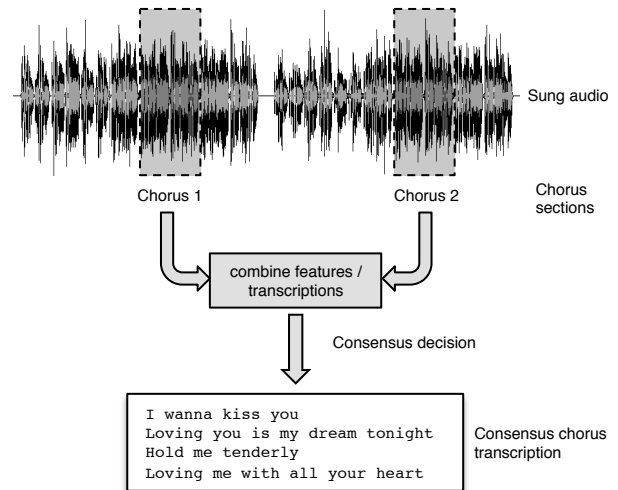 Sung audio
Chorus 1
Chorus 2
Chorus
sections
combine features /
transcriptions
Consensus decision
I wanna kiss you
Loving you is my dream tonight
Hold me tenderly
Loving me with all your heart
Consensus chorus
transcription